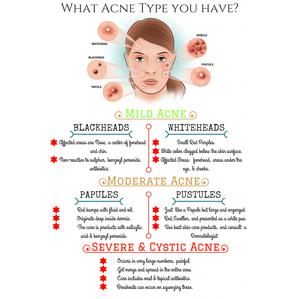 What Acne Type you have?
NODULE
WHITEHEAD
BLACKHEAD
PUSTULE
PAPULE
Mild Acne
BLACKHEADS
WHITEHEADS
Affected areas are Nose, a center of forehead
and chin.
Non-reactive to sulphur, benzoyl peroxide,
antibiotics
Small Red Pimples.
White color clogged below the skin surface.
Affected Areas: forehead, areas under the
eye, & cheeks.
Moderate Acne
PAPULES
PUSTULES
Red bumps with fluid and oil.
Originate deep inside dermis.
The care is products with salicylic
acid & benzoyl peroxide
Just like a Papule but large and engorged
Red, Swollen, and presented as a white pus.
Use best skin care products, and consult a
Dermatologist
Severe & Cystic Acne
Occurs in very large numbers, painful.
Get merge and spread in the entire area.
Cure includes oral & topical antibiotics.
Breakouts can occur on squeezing these.